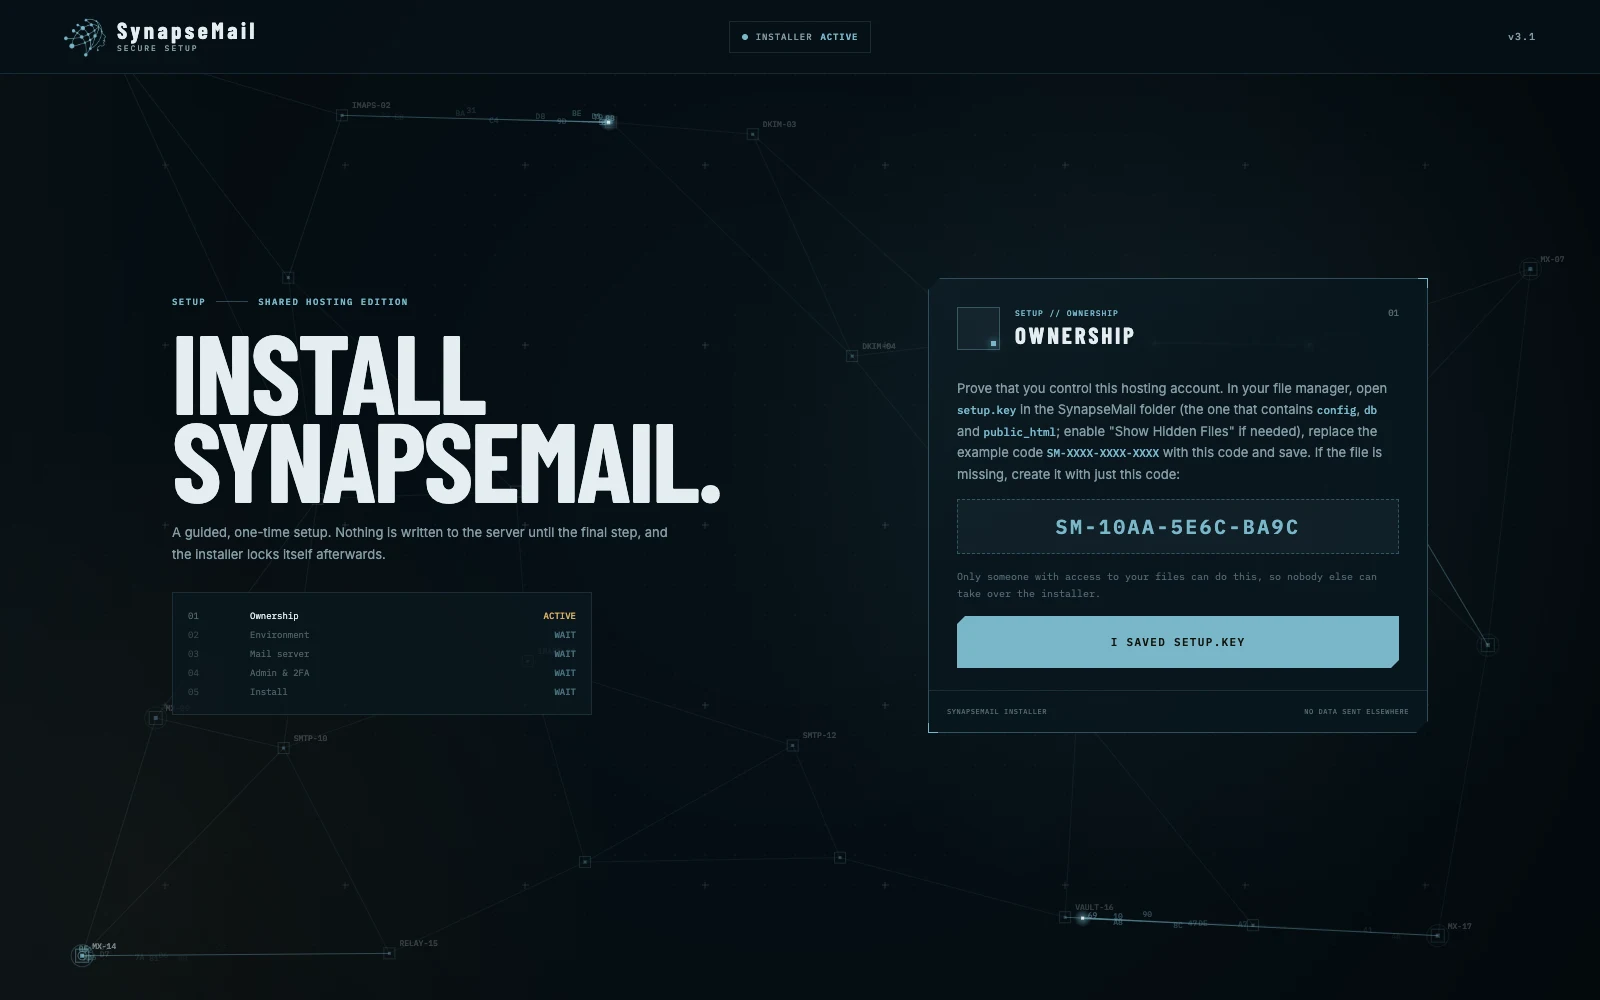 SynapseMail
SECURE SETUP
INSTALLER ACTIVE
v3.1
IMAPS-02
DKIM-03
MX-07
DKIM-04
SETUP
SHARED HOSTING EDITION
INSTALL
SYNAPSEMAIL.
A guided, one-time setup. Nothing is written to the server until the final step, and
the installer locks itself afterwards.
01 Ownership ACTIVE
02 Environment WAIT
03 Mail server WAIT
04 Admin & 2FA WAIT
05 Install WAIT
SETUP // OWNERSHIP
01
OWNERSHIP
Prove that you control this hosting account. In your file manager, open
setup.key in the SynapseMail folder (the one that contains config, db
and public_html; enable "Show Hidden Files" if needed), replace the
example code SM-XXXX-XXXX-XXXX with this code and save. If the file is
missing, create it with just this code:
SM-10AA-5E6C-BA9C
Only someone with access to your files can do this, so nobody else can
take over the installer.
I SAVED SETUP.KEY
SYNAPSEMAIL INSTALLER
NO DATA SENT ELSEWHERE
SMTP-10
SMTP-12
VAULT-16
MX-17
MX-14
RELAY-15